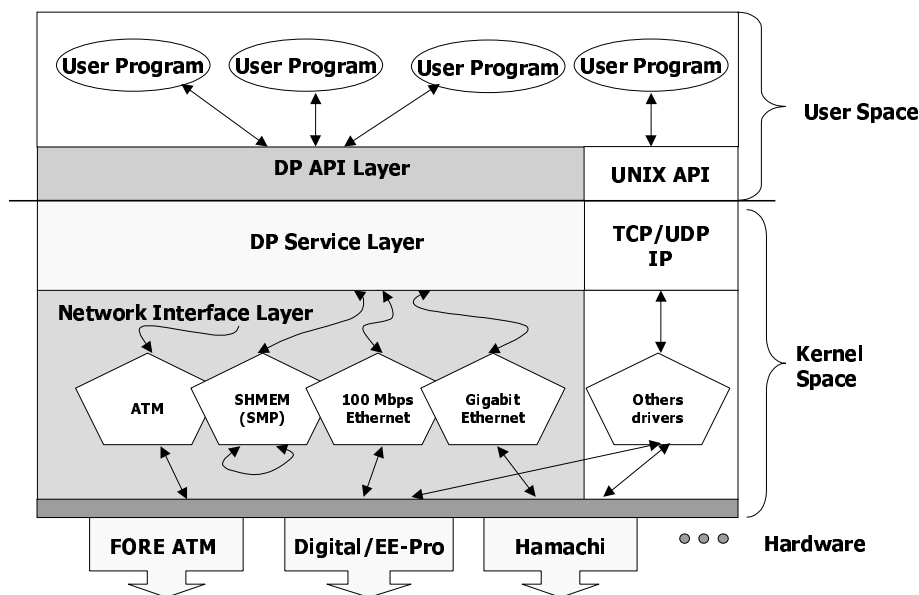 User Program
User Program
User Program
User Program
User Space
DP API Layer
UNIX API
DP Service Layer
TCP/UDP
IP
Network Interface Layer
Kernel
Space
ATM
SHMEM
(SMP)
100 Mbps
Ethernet
Gigabit
Ethernet
Others
drivers
FORE ATM
Digital/EE-Pro
Hamachi
Hardware